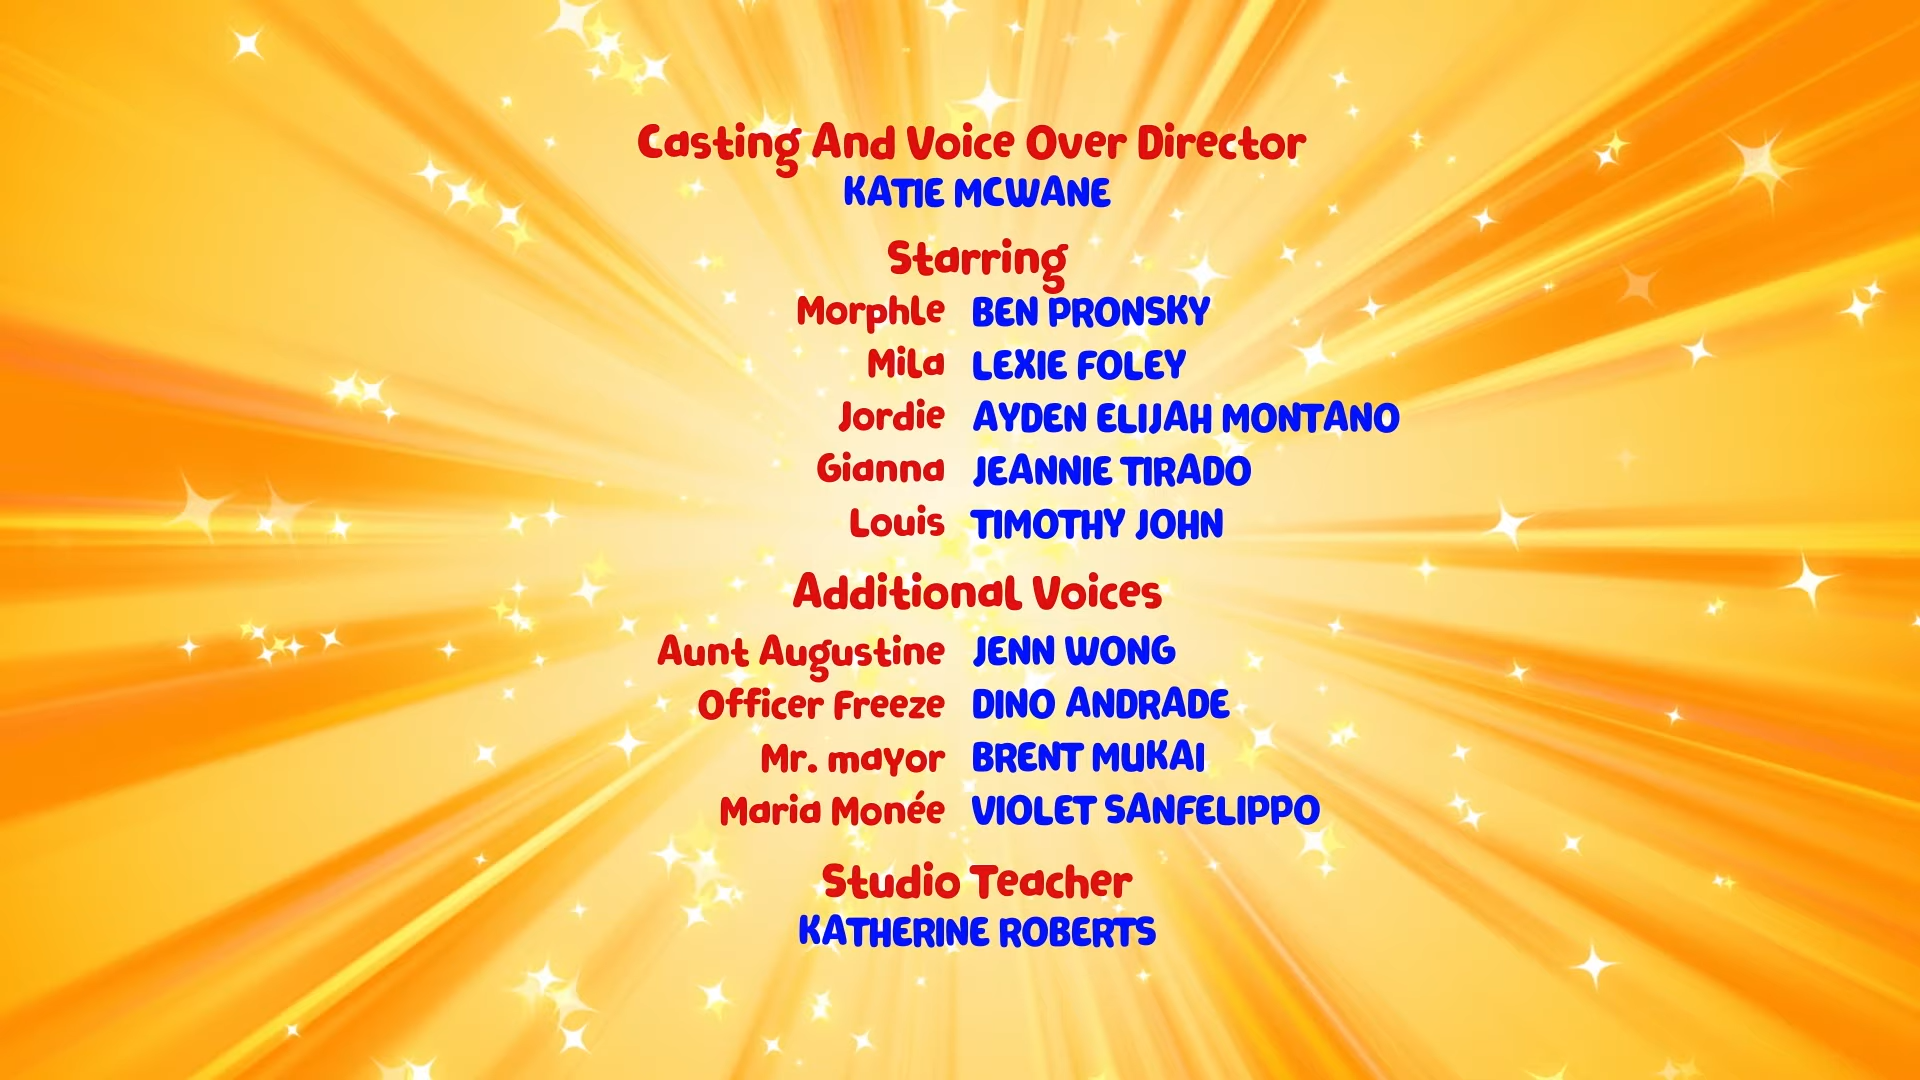 Casting And Voice Over Director
KATIE MCWANE
Starring
Morphle BEN PRONSKY
Mila LEXIE FOLEY
Jordie AYDEN ELIJAH MONTANO
Gianna JEANNIE TIRADO
Louis TIMOTHY JOHN
Additional Voices
Aunt Augustine JENN WONG
Officer Freeze DINO ANDRADE
Mr. mayor BRENT MUKAI
Maria Monée VIOLET SANFELIPPO
Studio Teacher
KATHERINE ROBERTS